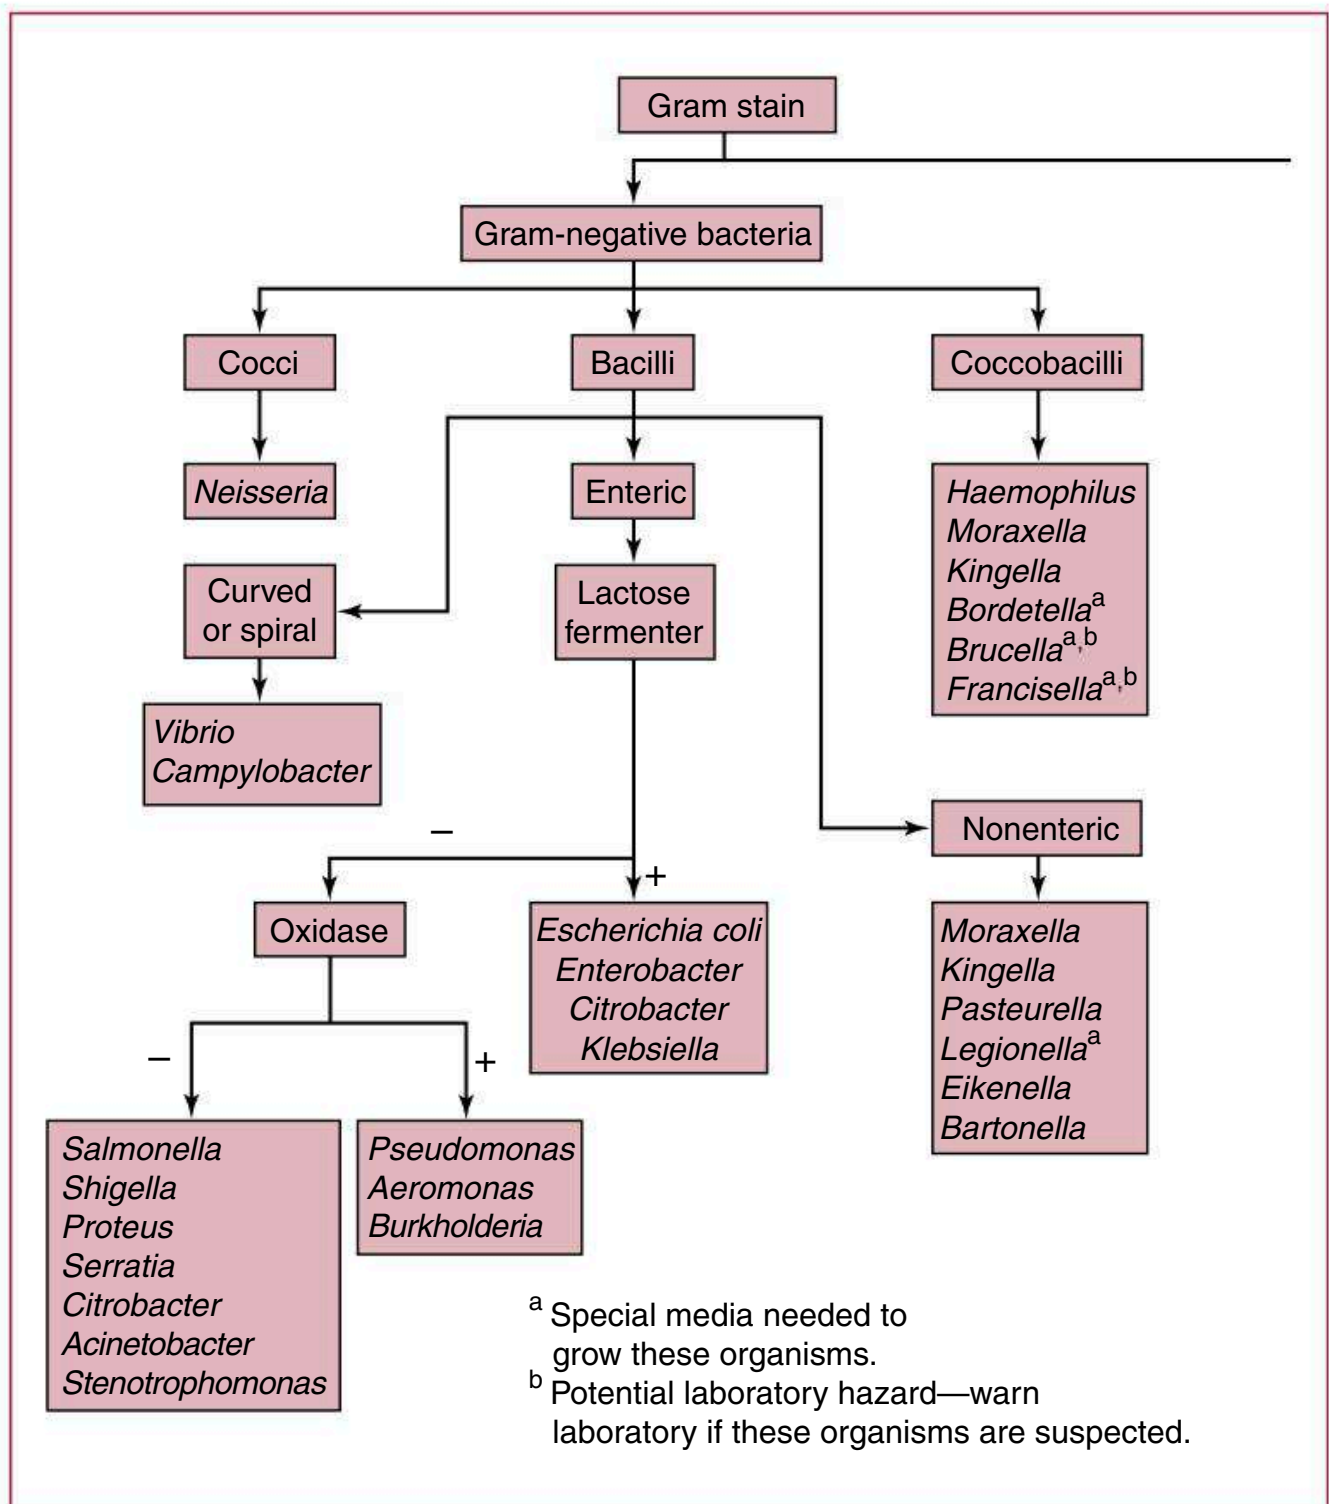 Gram stain
Gram-negative bacteria
Cocci
Bacilli
Coccobacilli
Neisseria
Enteric
Haemophilus
Moraxella
Kingella
Bordetellaᵃ
Brucellaᵃ,ᵇ
Francisellaᵃ,ᵇ
Curved
or spiral
Lactose
fermenter
Vibrio
Campylobacter
Nonenteric
–
+
Oxidase
Escherichia coli
Enterobacter
Citrobacter
Klebsiella
Moraxella
Kingella
Pasteurella
Legionellaᵃ
Eikenella
Bartonella
–
+
Salmonella
Shigella
Proteus
Serratia
Citrobacter
Acinetobacter
Stenotrophomonas
Pseudomonas
Aeromonas
Burkholderia
ᵃ Special media needed to
grow these organisms.
ᵇ Potential laboratory hazard—warn
laboratory if these organisms are suspected.